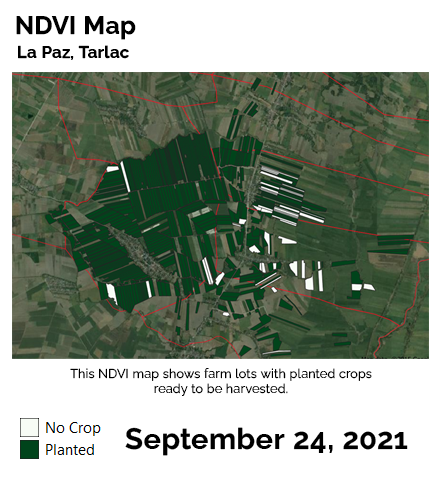 NDVI Map
La Paz, Tarlac
This NDVI map shows farm lots with planted crops
ready to be harvested.
No Crop
Planted
September 24, 2021